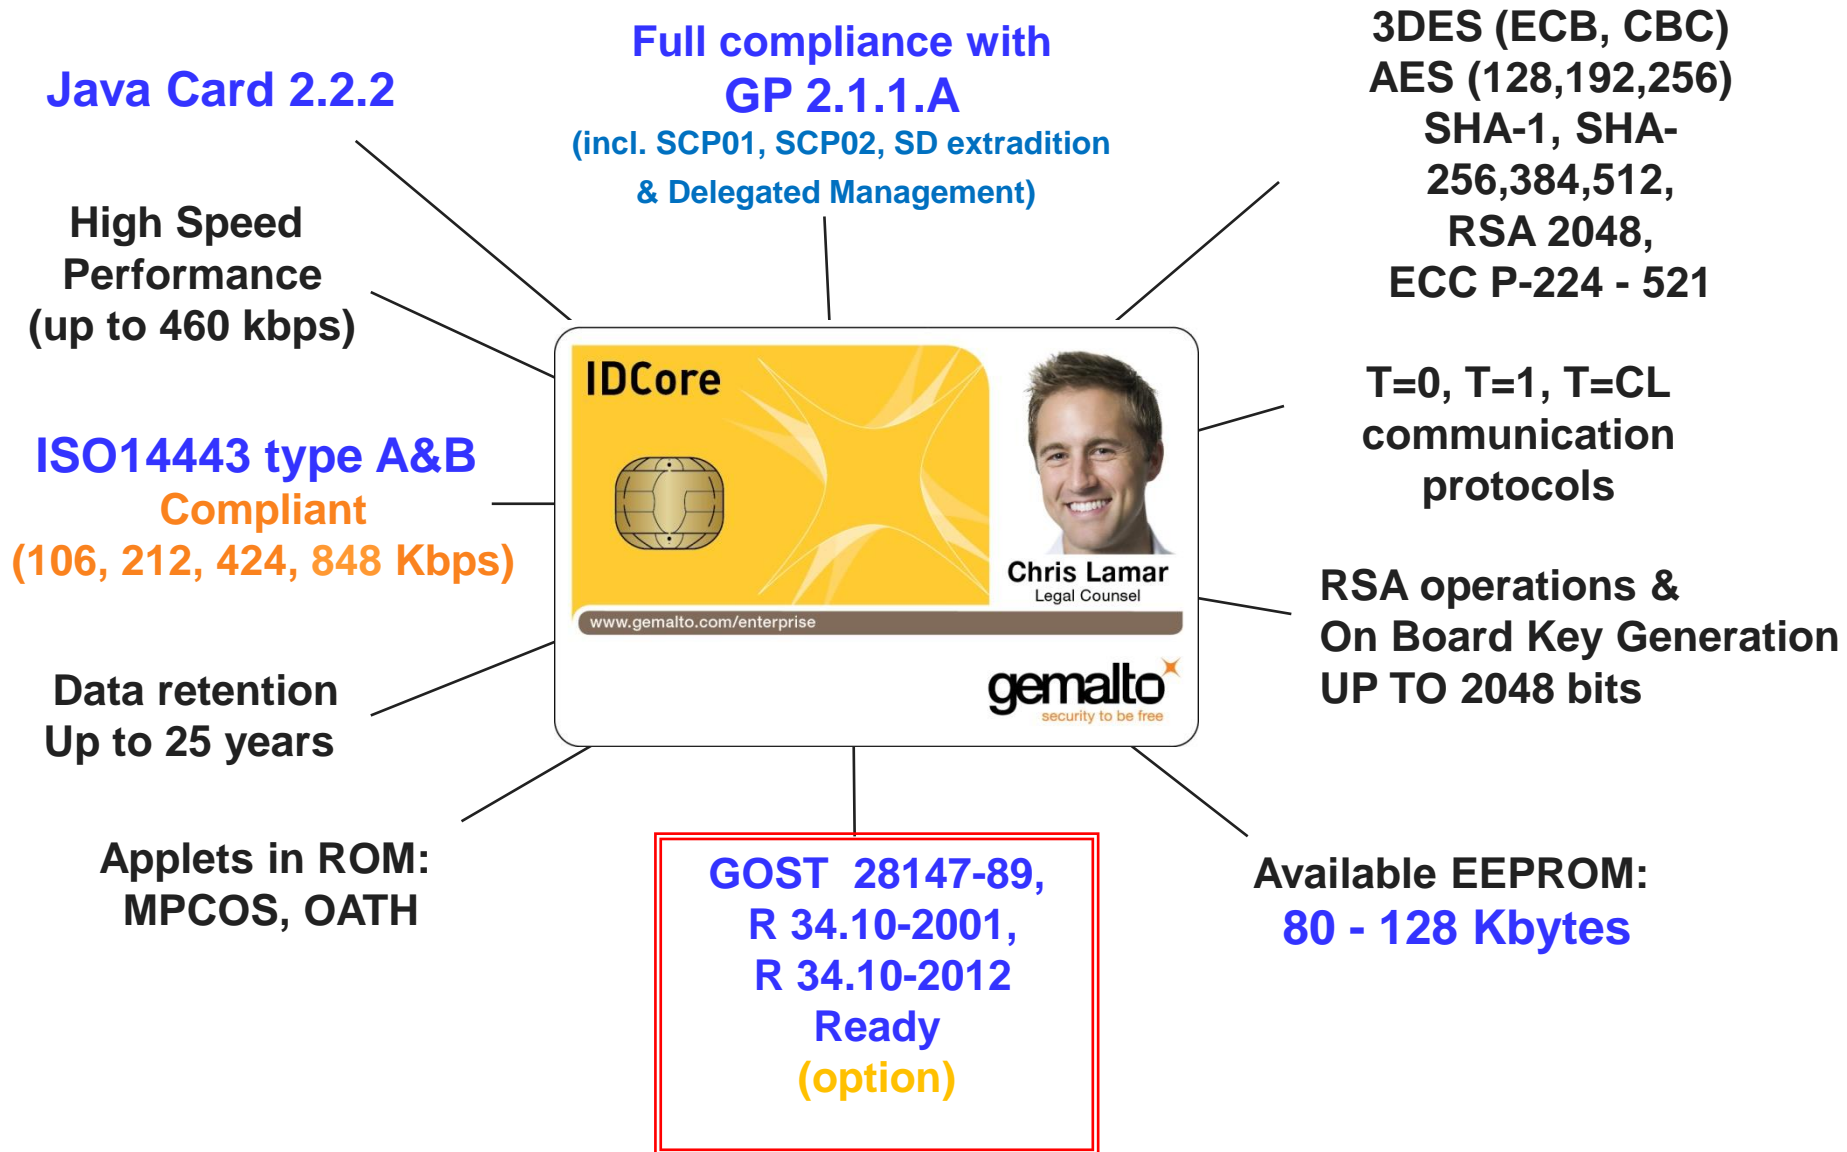 Java Card 2.2.2
Full compliance with
GP 2.1.1.A
(incl. SCP01, SCP02, SD extradition
& Delegated Management)
3DES (ECB, CBC)
AES (128,192,256)
SHA-1, SHA-
256,384,512,
RSA 2048,
ECC P-224 - 521
High Speed
Performance
(up to 460 kbps)
T=0, T=1, T=CL
communication
protocols
ISO14443 type A&B
Compliant
(106, 212, 424, 848 Kbps)
IDCore
Chris Lamar
Legal Counsel
www.gemalto.com/enterprise
gemalto
security to be free
RSA operations &
On Board Key Generation
UP TO 2048 bits
Data retention
Up to 25 years
Applets in ROM:
MPCOS, OATH
GOST  28147-89,
R 34.10-2001,
R 34.10-2012
Ready
(option)
Available EEPROM:
80 - 128 Kbytes